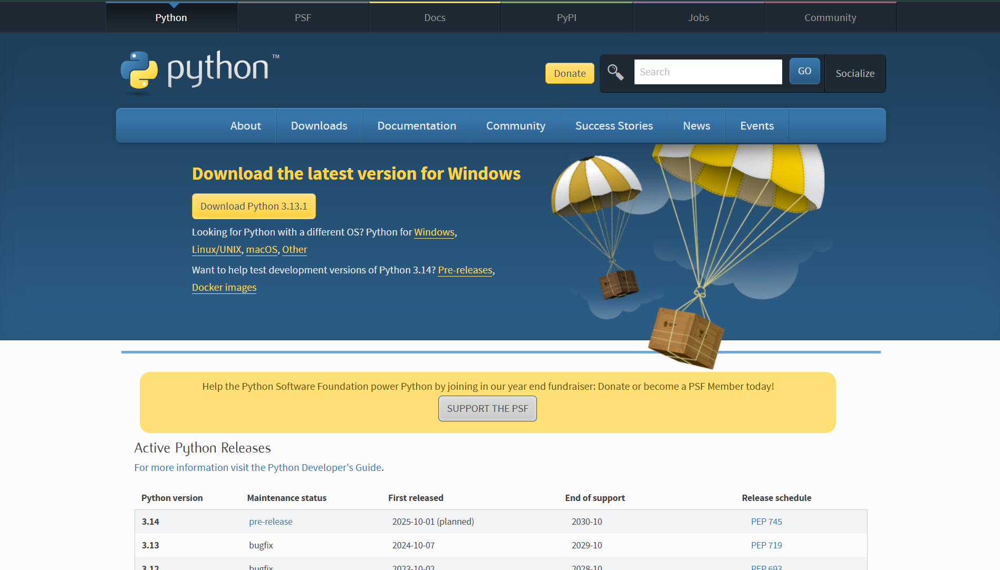 Python PSF Docs PyPI Jobs Community
python™
Donate Search GO Socialize
About Downloads Documentation Community Success Stories News Events
Download the latest version for Windows
Download Python 3.13.1
Looking for Python with a different OS? Python for Windows,
Linux/UNIX, macOS, Other
Want to help test development versions of Python 3.14? Pre-releases,
Docker images
Help the Python Software Foundation power Python by joining in our year end fundraiser: Donate or become a PSF Member today!
SUPPORT THE PSF
Active Python Releases
For more information visit the Python Developer's Guide.
Python version Maintenance status First released End of support Release schedule
3.14 pre-release 2025-10-01 (planned) 2030-10 PEP 745
3.13 bugfix 2024-10-07 2029-10 PEP 719
3.12 bugfix 2023-10-02 2028-10 PEP 693